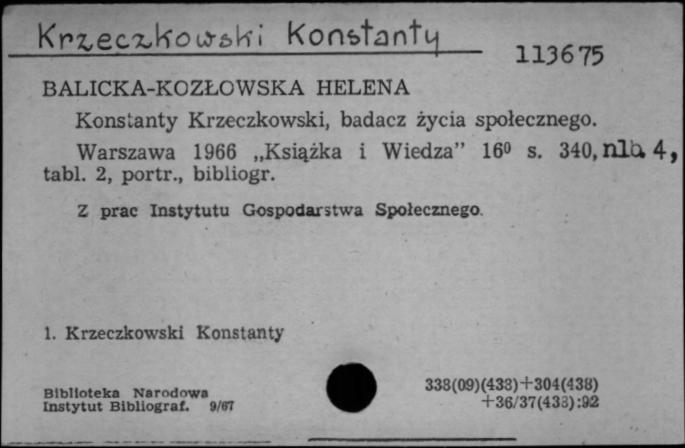 Krzeczkowski Konstanty
113675
BALICKA-KOZŁOWSKA HELENA
Konstanty Krzeczkowski, badacz życia społecznego.
Warszawa 1966 „Książka i Wiedza” 16⁰ s. 340, nlb. 4,
tabl. 2, portr., bibliogr.
Z prac Instytutu Gospodarstwa Społecznego.
1. Krzeczkowski Konstanty
Biblioteka Narodowa
Instytut Bibliograf. 9/67
338(09)(438)+304(438)
+36/37(438):92